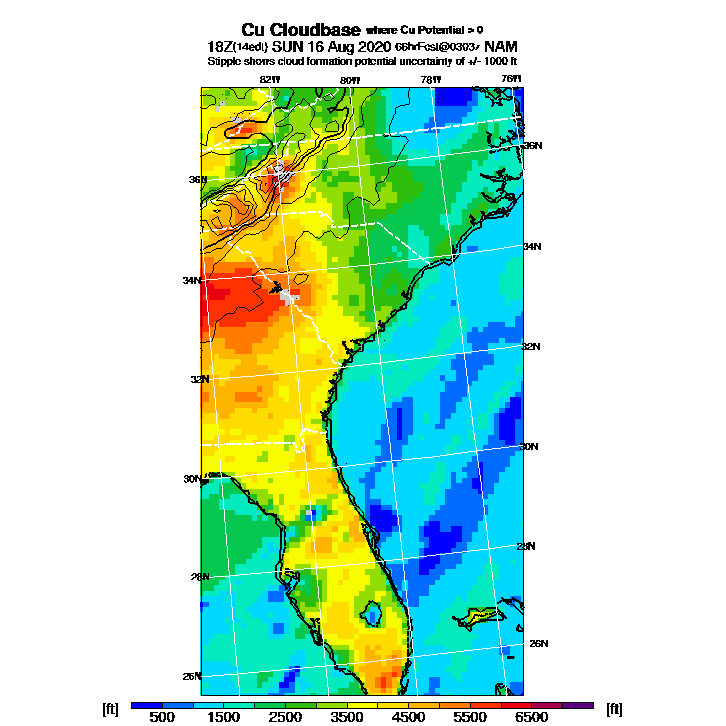 Cu Cloudbase where Cu Potential > 0
18Z(14edt) SUN 16 Aug 2020 66hrFcst@0303z NAM
Stipple shows cloud formation potential uncertainty of +/- 1000 ft
82W 80W 78W 76W
36N
36N
34N
34N
32N
32N
30N
30N
28N
28N
26N
26N
[ft] 500 1500 2500 3500 4500 5500 6500 [ft]